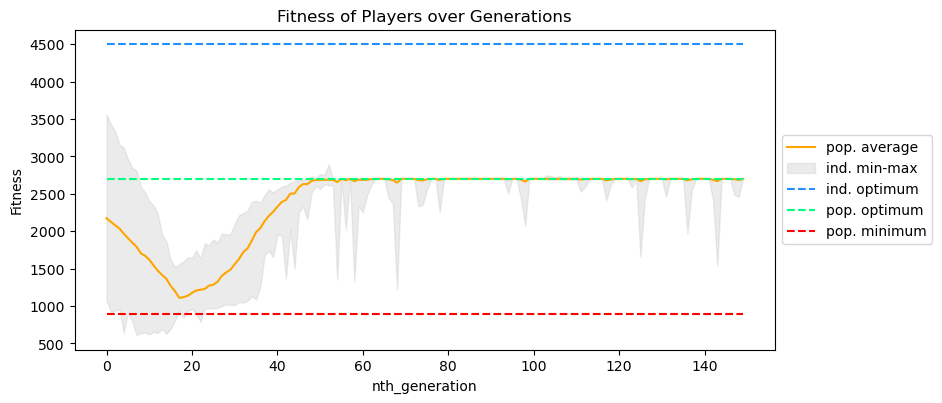 Fitness of Players over Generations
Fitness
4500
4000
3500
3000
2500
2000
1500
1000
500
0
20
40
60
80
100
120
140
nth_generation
pop. average
ind. min-max
ind. optimum
pop. optimum
pop. minimum